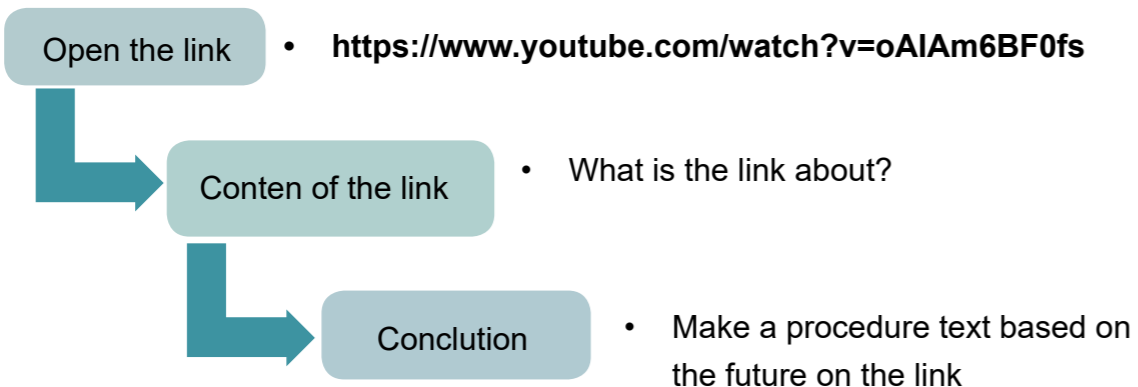 Open the link
• https://www.youtube.com/watch?v=oAIAm6BF0fs
Conten of the link
• What is the link about?
Conclution
• Make a procedure text based on
the future on the link